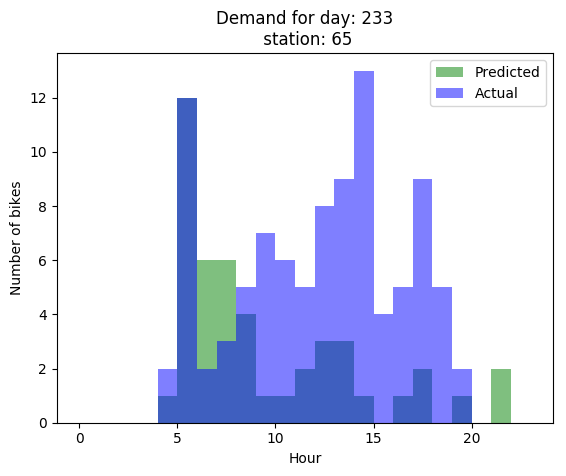 Demand for day: 233
station: 65
Predicted
Actual
Number of bikes
12
10
8
6
4
2
0
0
5
10
15
20
Hour